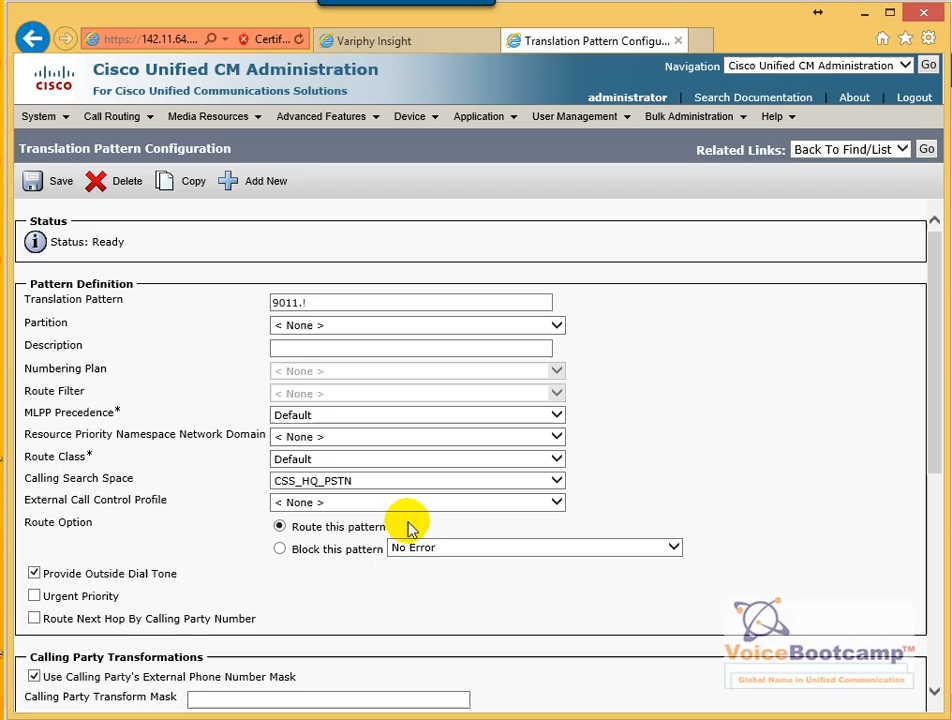 https://142.11.64.... Certif... Variphy Insight Translation Pattern Configu...
CISCO
Cisco Unified CM Administration
For Cisco Unified Communications Solutions
Navigation Cisco Unified CM Administration Go
administrator Search Documentation About Logout
System Call Routing Media Resources Advanced Features Device Application User Management Bulk Administration Help
Translation Pattern Configuration
Related Links: Back To Find/List Go
Save Delete Copy Add New
Status
Status: Ready
Pattern Definition
Translation Pattern 9011.!
Partition < None >
Description
Numbering Plan < None >
Route Filter < None >
MLPP Precedence* Default
Resource Priority Namespace Network Domain < None >
Route Class* Default
Calling Search Space CSS_HQ_PSTN
External Call Control Profile < None >
Route Option Route this pattern
Block this pattern No Error
Provide Outside Dial Tone
Urgent Priority
Route Next Hop By Calling Party Number
Calling Party Transformations
Use Calling Party's External Phone Number Mask
Calling Party Transform Mask
VoiceBootcamp™
Global Name in Unified Communication